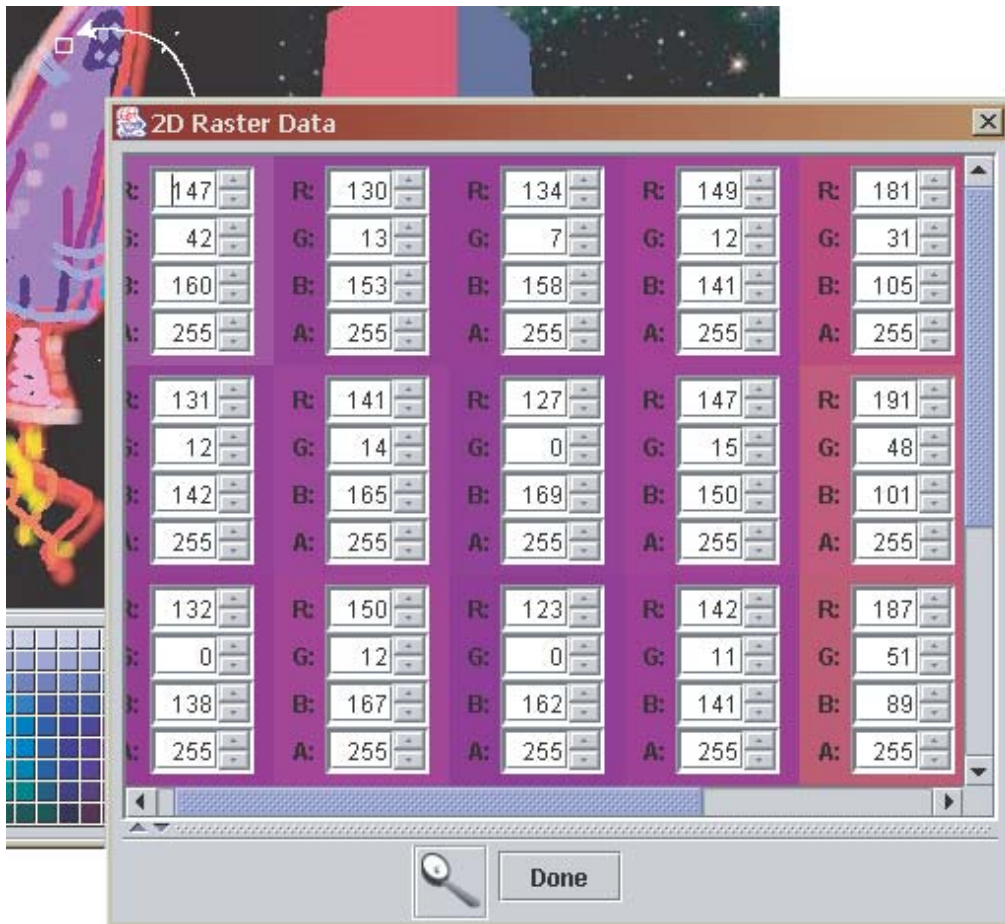 2D Raster Data
147 R: 130 R: 134 R: 149 R: 181
42 G: 13 G: 7 G: 12 G: 31
160 B: 153 B: 158 B: 141 B: 105
255 A: 255 A: 255 A: 255 A: 255
131 R: 141 R: 127 R: 147 R: 191
12 G: 14 G: 0 G: 15 G: 48
142 B: 165 B: 169 B: 150 B: 101
255 A: 255 A: 255 A: 255 A: 255
132 R: 150 R: 123 R: 142 R: 187
0 G: 12 G: 0 G: 11 G: 51
138 B: 167 B: 162 B: 141 B: 89
255 A: 255 A: 255 A: 255 A: 255
Done